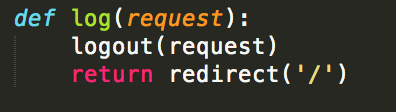 def log(request):
    logout(request)
    return redirect('/')